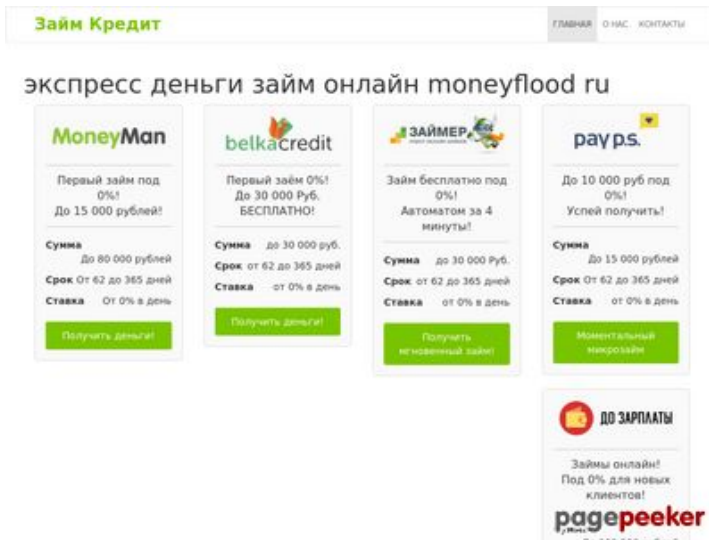 Займ Кредит
ГЛАВНАЯ О НАС КОНТАКТЫ
экспресс деньги займ онлайн moneyflood ru
MoneyMan
Первый займ под
0%!
До 15 000 рублей!
Сумма
До 80 000 рублей
Срок От 62 до 365 дней
Ставка От 0% в день
Получить деньги!
belkacredit
Первый заём 0%!
До 30 000 Руб.
БЕСПЛАТНО!
Сумма до 30 000 руб.
Срок от 62 до 365 дней
Ставка от 0% в день
Получить деньги!
ЗАЙМЕР
Займ бесплатно под
0%!
Автоматом за 4
минуты!
Сумма до 30 000 Руб.
Срок от 62 до 365 дней
Ставка от 0% в день
Получить
мгновенный займ!
pay p.s.
До 10 000 руб под
0%!
Успей получить!
Сумма
До 15 000 рублей
Срок От 62 до 365 дней
Ставка От 0% в день
Моментальный
микрозайм
ДО ЗАРПЛАТЫ
Займы онлайн!
Под 0% для новых
клиентов!
pagepeeker